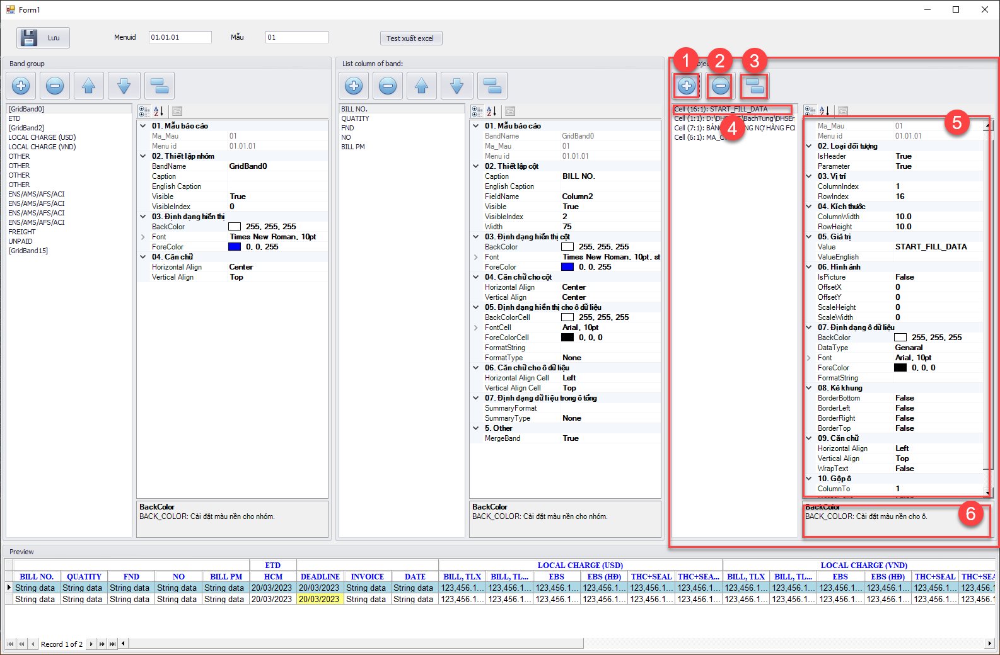 Form1
Lưu
Menuid
01.01.01
Mẫu
01
Test xuất excel
Band group
[GridBand0]
ETD
[GridBand2]
LOCAL CHARGE (USD)
LOCAL CHARGE (VND)
OTHER
OTHER
OTHER
OTHER
ENS/AMS/AFS/ACI
ENS/AMS/AFS/ACI
ENS/AMS/AFS/ACI
ENS/AMS/AFS/ACI
FREIGHT
UNPAID
[GridBand15]
01. Mẫu báo cáo
Ma_Mau 01
Menu id 01.01.01
02. Thiết lập nhóm
BandName GridBand0
Caption
English Caption
Visible True
VisibleIndex 0
03. Định dạng hiển thị
BackColor 255, 255, 255
Font Times New Roman, 10pt
ForeColor 0, 0, 255
04. Căn chữ
Horizontal Align Center
Vertical Align Top
BackColor
BACK_COLOR: Cài đặt màu nền cho nhóm.
List column of band:
BILL NO.
QUATITY
FND
NO
BILL PM
01. Mẫu báo cáo
BandName GridBand0
Ma_Mau 01
Menu id 01.01.01
02. Thiết lập cột
Caption BILL NO.
English Caption
FieldName Column2
Visible True
VisibleIndex 2
Width 75
03. Định dạng hiển thị cột
BackColor 255, 255, 255
Font Times New Roman, 10pt, st
ForeColor 0, 0, 255
04. Căn chữ cho cột
Horizontal Align Center
Vertical Align Center
05. Định dạng hiển thị cho ô dữ liệu
BackColorCell 255, 255, 255
FontCell Arial, 10pt
ForeColorCell 0, 0, 0
FormatString
FormatType None
06. Căn chữ cho ô dữ liệu
Horizontal Align Cell Left
Vertical Align Cell Top
07. Định dạng dữ liệu trong ô tổng
SummaryFormat
SummaryType None
5. Other
MergeBand True
BackColor
BACK_COLOR: Cài đặt màu nền cho nhóm.
1
2
3
Cell (16:1): START_FILL_DATA
Cell (1:1): D:\DHS
T\BachTung\DHSEr
Cell (7:1): BẢN
NG NỢ HÀNG FCI
Cell (6:1): MA_C
4
5
Ma_Mau 01
Menu id 01.01.01
02. Loại đối tượng
IsHeader True
Parameter True
03. Vị trí
ColumnIndex 1
RowIndex 16
04. Kích thước
ColumnWidth 10.0
RowHeight 10.0
05. Giá trị
Value START_FILL_DATA
ValueEnglish
06. Hình ảnh
IsPicture False
OffsetX 0
OffsetY 0
ScaleHeight 0
ScaleWidth 0
07. Định dạng ô dữ liệu
BackColor 255, 255, 255
DataType Genaral
Font Arial, 10pt
ForeColor 0, 0, 0
FormatString
08. Kẻ khung
BorderBottom False
BorderLeft False
BorderRight False
BorderTop False
09. Căn chữ
Horizontal Align Left
Vertical Align Top
WrapText False
10. Gộp ô
ColumnTo 1
BackColor
BACK_COLOR: Cài đặt màu nền cho ô.
6
Preview
ETD LOCAL CHARGE (USD) LOCAL CHARGE (VND)
BILL NO. QUATITY FND NO BILL PM HCM DEADLINE INVOICE DATE BILL, TLX BILL, TL... EBS EBS (HĐ) THC+SEAL THC+SEA... BILL, TLX BILL, TL... EBS EBS (HĐ) THC+SEAL THC+SEA
String data String data String data String data String data 20/03/2023 20/03/2023 String data String data 123,456.1... 123,456.1... 123,456.1... 123,456.1... 123,456.1... 123,456.1... 123,456.1... 123,456.1... 123,456.1... 123,456.1... 123,456.1... 123,456.1
String data String data String data String data String data 20/03/2023 20/03/2023 String data String data 123,456.1... 123,456.1... 123,456.1... 123,456.1... 123,456.1... 123,456.1... 123,456.1... 123,456.1... 123,456.1... 123,456.1... 123,456.1... 123,456.1
Record 1 of 2